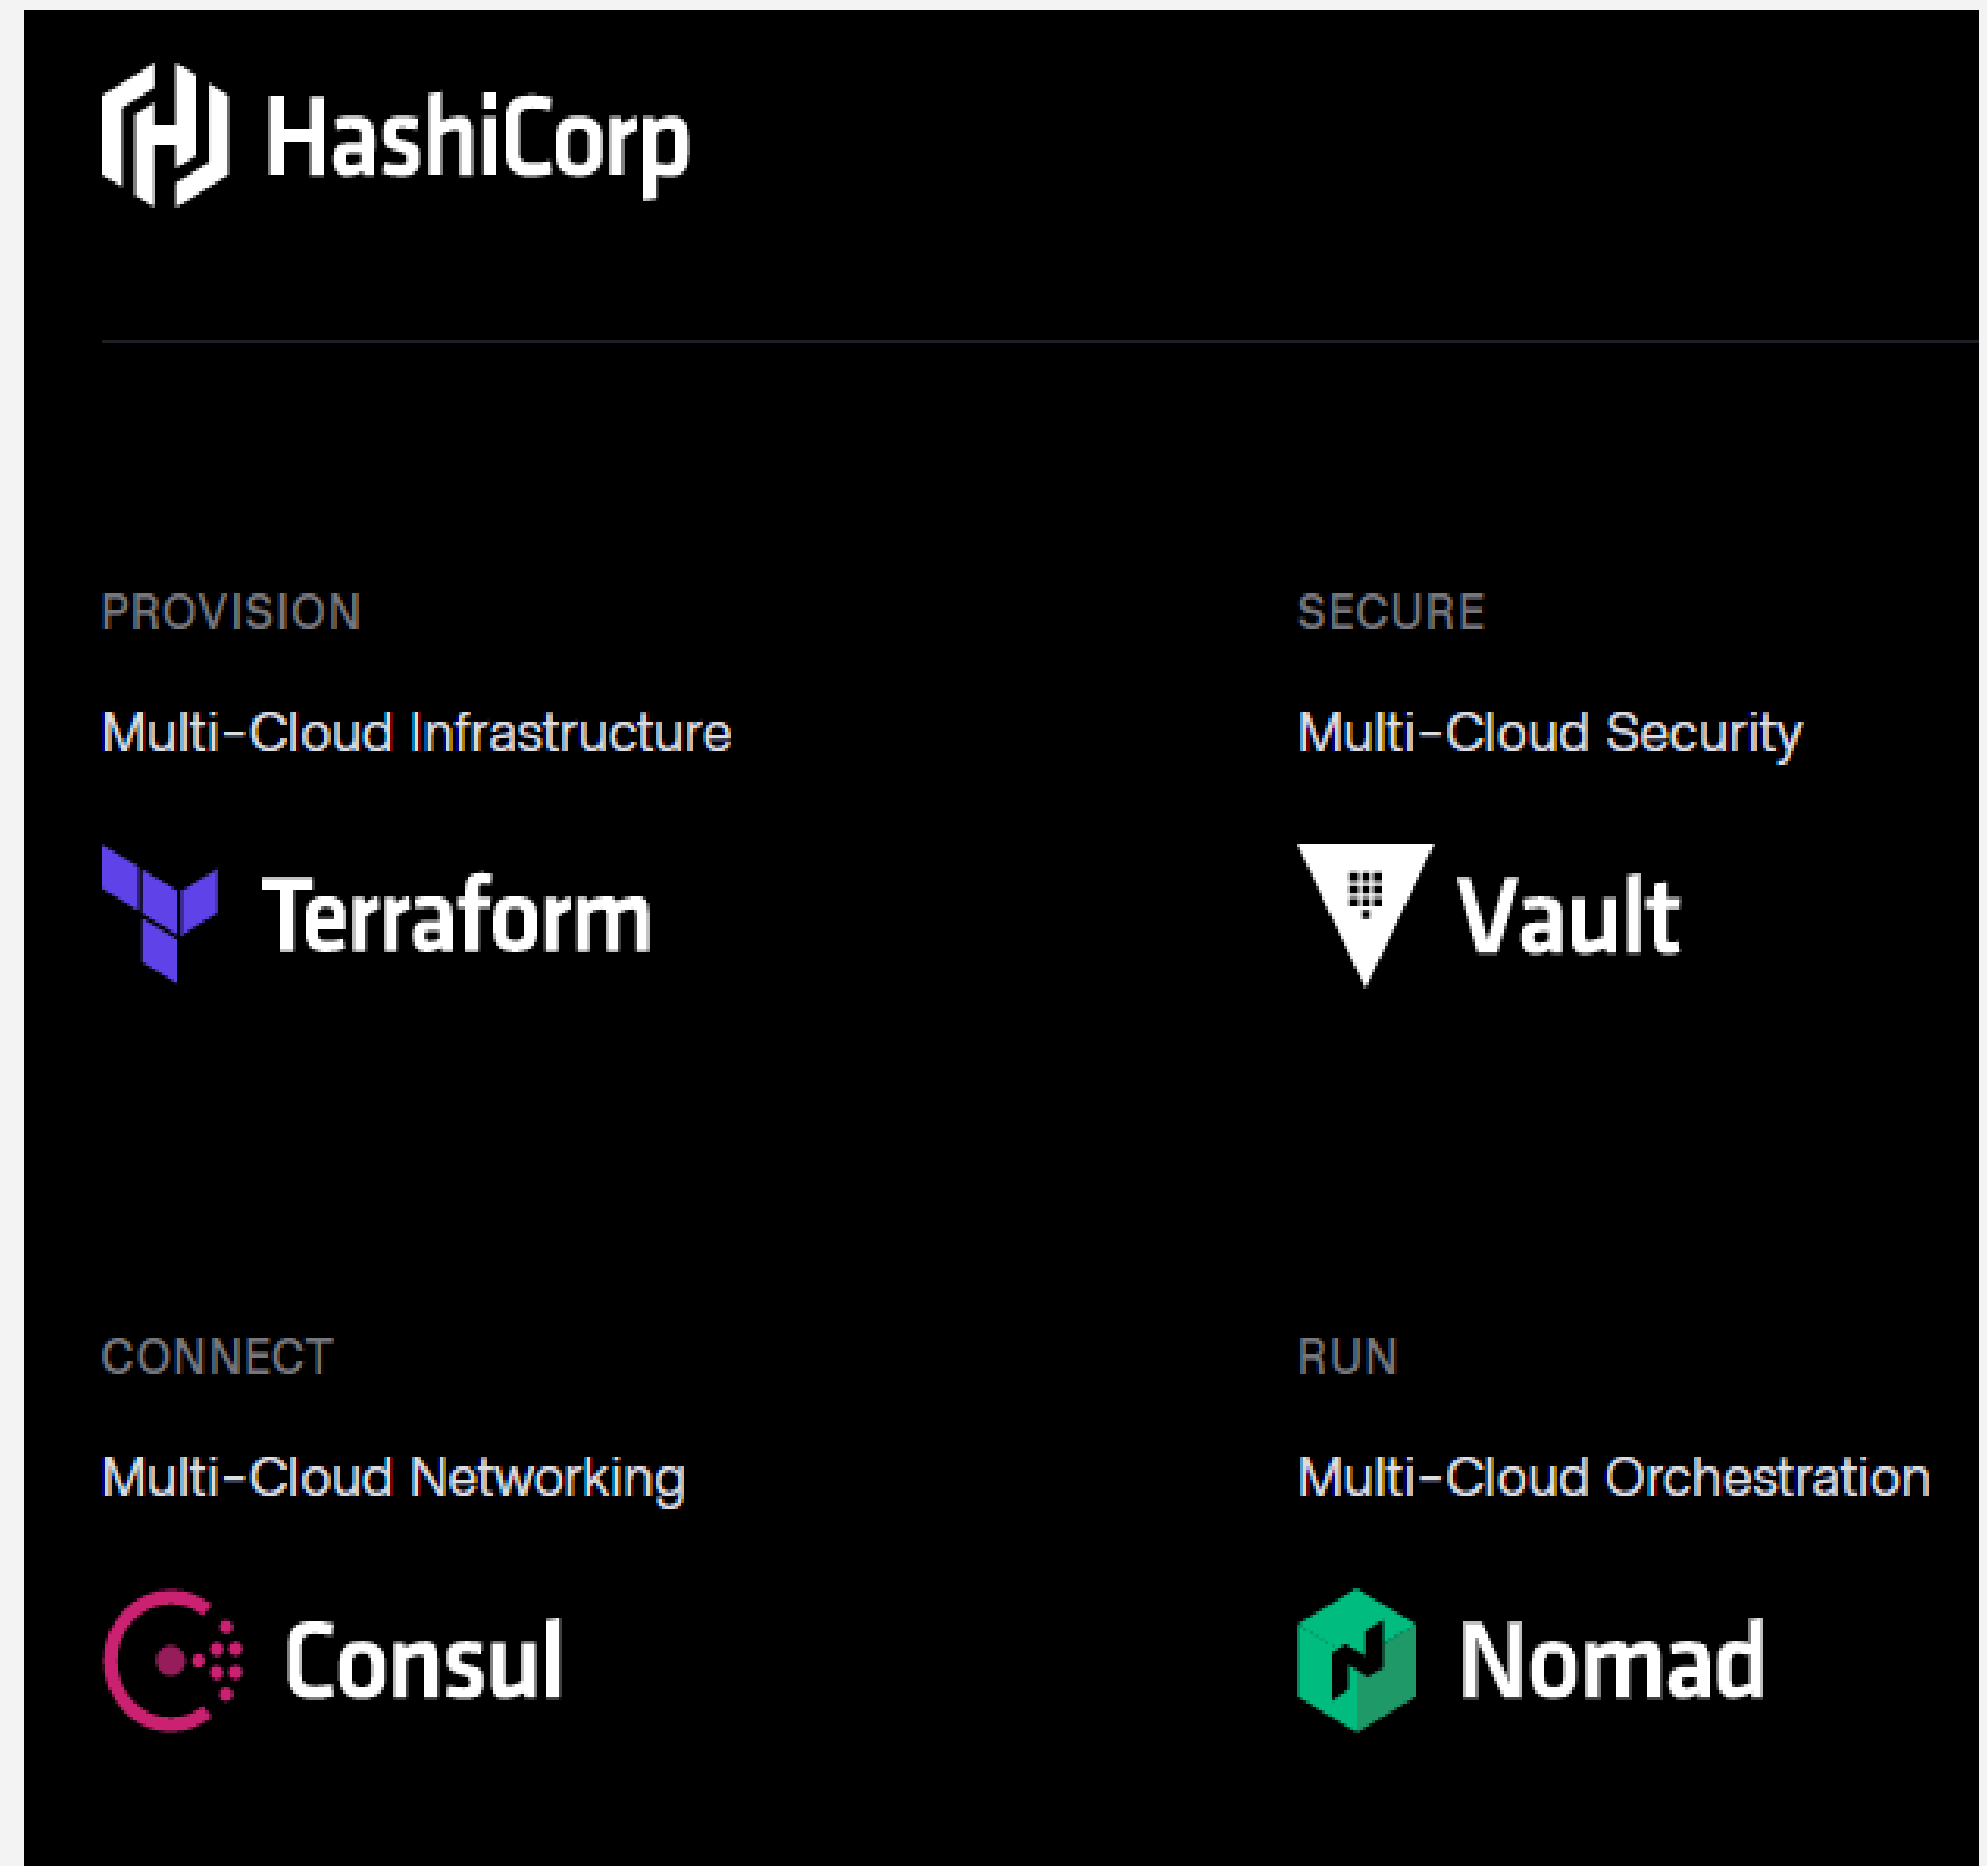 HashiCorp
PROVISION
Multi-Cloud Infrastructure
Terraform
SECURE
Multi-Cloud Security
Vault
CONNECT
Multi-Cloud Networking
Consul
RUN
Multi-Cloud Orchestration
Nomad